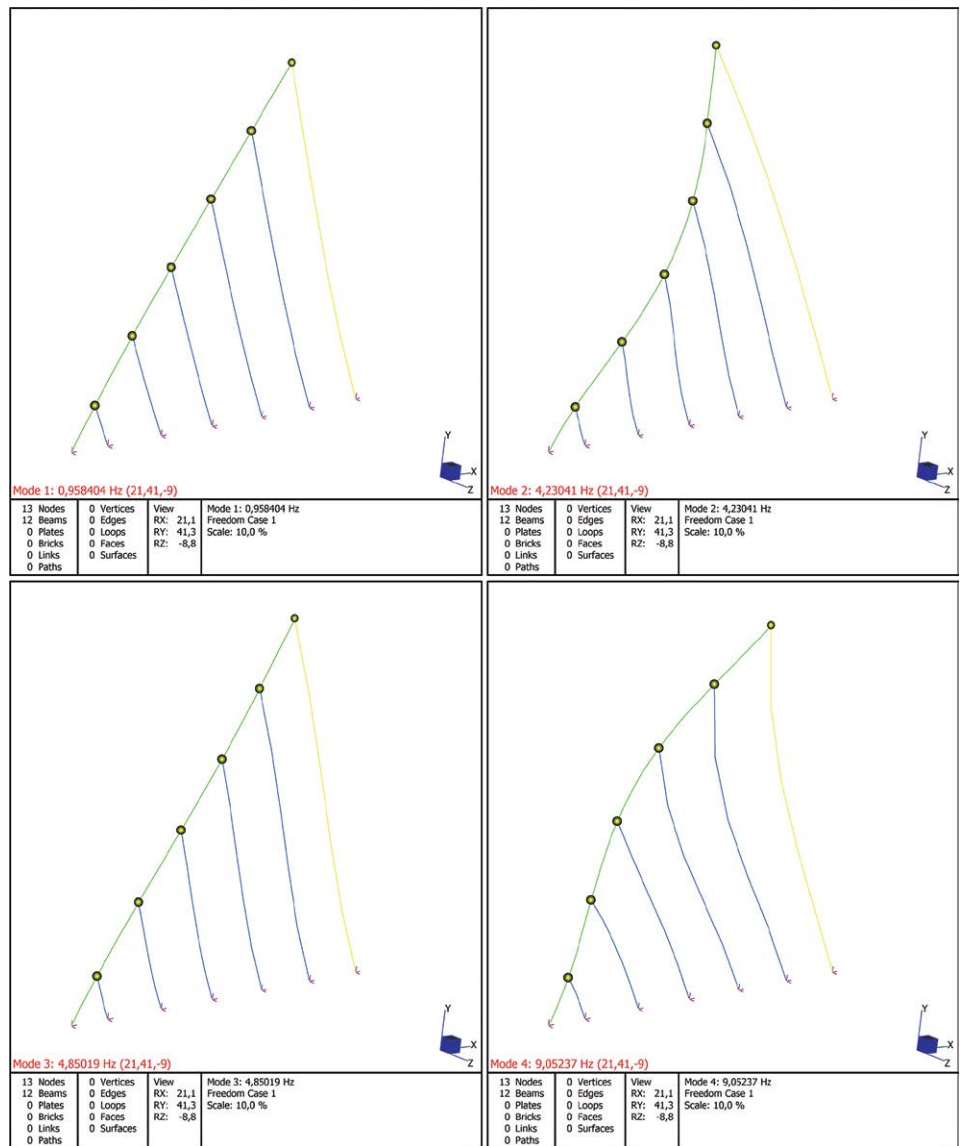 Y
X
Z
Mode 1: 0,958404 Hz (21,41,-9)
13 Nodes 0 Vertices View Mode 1: 0,958404 Hz
12 Beams 0 Edges RX: 21,1 Freedom Case 1
0 Plates 0 Loops RY: 41,3 Scale: 10,0 %
0 Bricks 0 Faces RZ: -8,8
0 Links 0 Surfaces
0 Paths
Y
X
Z
Mode 2: 4,23041 Hz (21,41,-9)
13 Nodes 0 Vertices View Mode 2: 4,23041 Hz
12 Beams 0 Edges RX: 21,1 Freedom Case 1
0 Plates 0 Loops RY: 41,3 Scale: 10,0 %
0 Bricks 0 Faces RZ: -8,8
0 Links 0 Surfaces
0 Paths
Y
X
Z
Mode 3: 4,85019 Hz (21,41,-9)
13 Nodes 0 Vertices View Mode 3: 4,85019 Hz
12 Beams 0 Edges RX: 21,1 Freedom Case 1
0 Plates 0 Loops RY: 41,3 Scale: 10,0 %
0 Bricks 0 Faces RZ: -8,8
0 Links 0 Surfaces
0 Paths
Y
X
Z
Mode 4: 9,05237 Hz (21,41,-9)
13 Nodes 0 Vertices View Mode 4: 9,05237 Hz
12 Beams 0 Edges RX: 21,1 Freedom Case 1
0 Plates 0 Loops RY: 41,3 Scale: 10,0 %
0 Bricks 0 Faces RZ: -8,8
0 Links 0 Surfaces
0 Paths